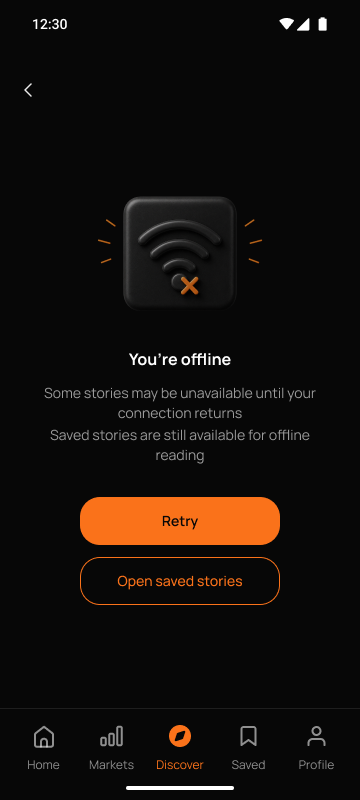 12:30
You're offline
Some stories may be unavailable until your
connection returns
Saved stories are still available for offline
reading
Retry
Open saved stories
Home
Markets
Discover
Saved
Profile